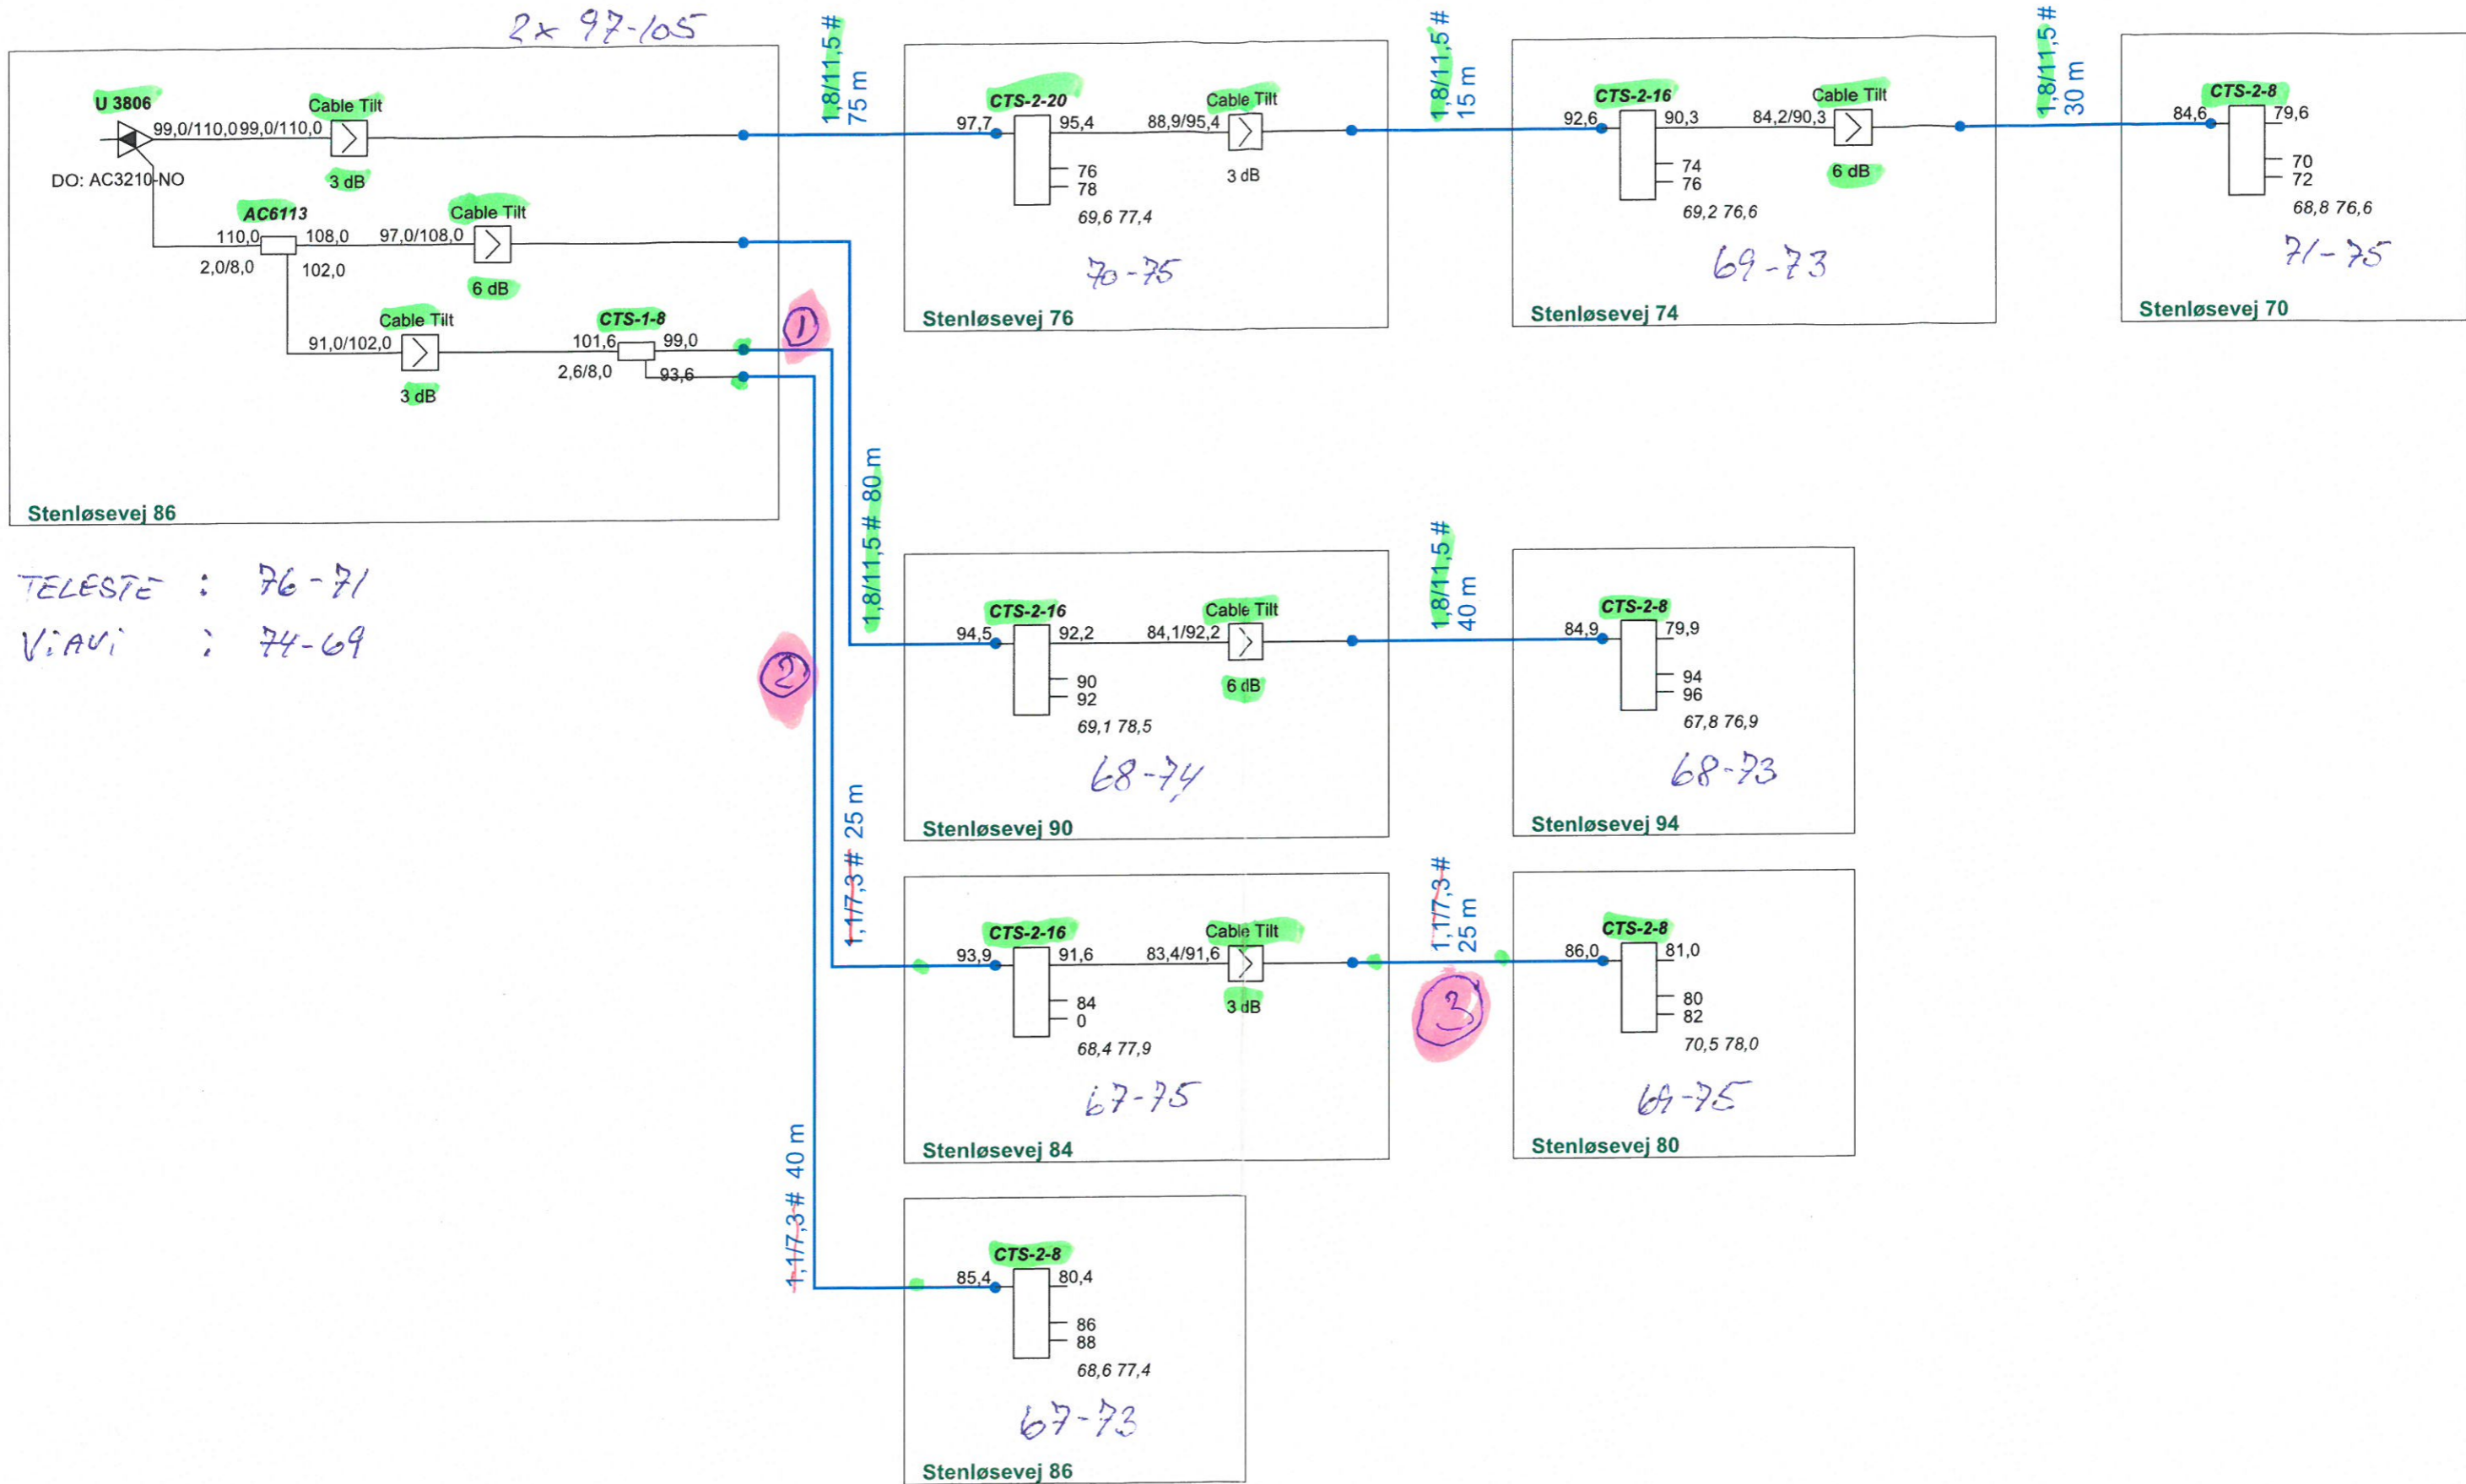 2x 97-105
U 3806
99,0/110,0 99,0/110,0
Cable Tilt
3 dB
DO: AC3210-NO
AC6113
110,0
108,0
97,0/108,0
2,0/8,0
102,0
Cable Tilt
6 dB
Cable Tilt
91,0/102,0
3 dB
CTS-1-8
101,6
99,0
2,6/8,0
93,6
Stenløsevej 86
1,8/11,5 #
75 m
CTS-2-20
97,7
95,4
88,9/95,4
Cable Tilt
3 dB
76
78
69,6 77,4
70-75
Stenløsevej 76
1,8/11,5 #
15 m
CTS-2-16
92,6
90,3
84,2/90,3
Cable Tilt
6 dB
74
76
69,2 76,6
69-73
Stenløsevej 74
1,8/11,5 #
30 m
CTS-2-8
84,6
79,6
70
72
68,8 76,6
71-75
Stenløsevej 70
TELESTE : 76-71
ViAVi : 74-69
1
2
1,8/11,5 # 80 m
CTS-2-16
94,5
92,2
84,1/92,2
Cable Tilt
6 dB
90
92
69,1 78,5
68-74
Stenløsevej 90
1,8/11,5 #
40 m
CTS-2-8
84,9
79,9
94
96
67,8 76,9
68-73
Stenløsevej 94
1,1/7,3 # 25 m
CTS-2-16
93,9
91,6
83,4/91,6
Cable Tilt
3 dB
84
0
68,4 77,9
67-75
Stenløsevej 84
1,1/7,3 #
25 m
3
CTS-2-8
86,0
81,0
80
82
70,5 78,0
69-75
Stenløsevej 80
1,1/7,3 # 40 m
CTS-2-8
85,4
80,4
86
88
68,6 77,4
67-73
Stenløsevej 86